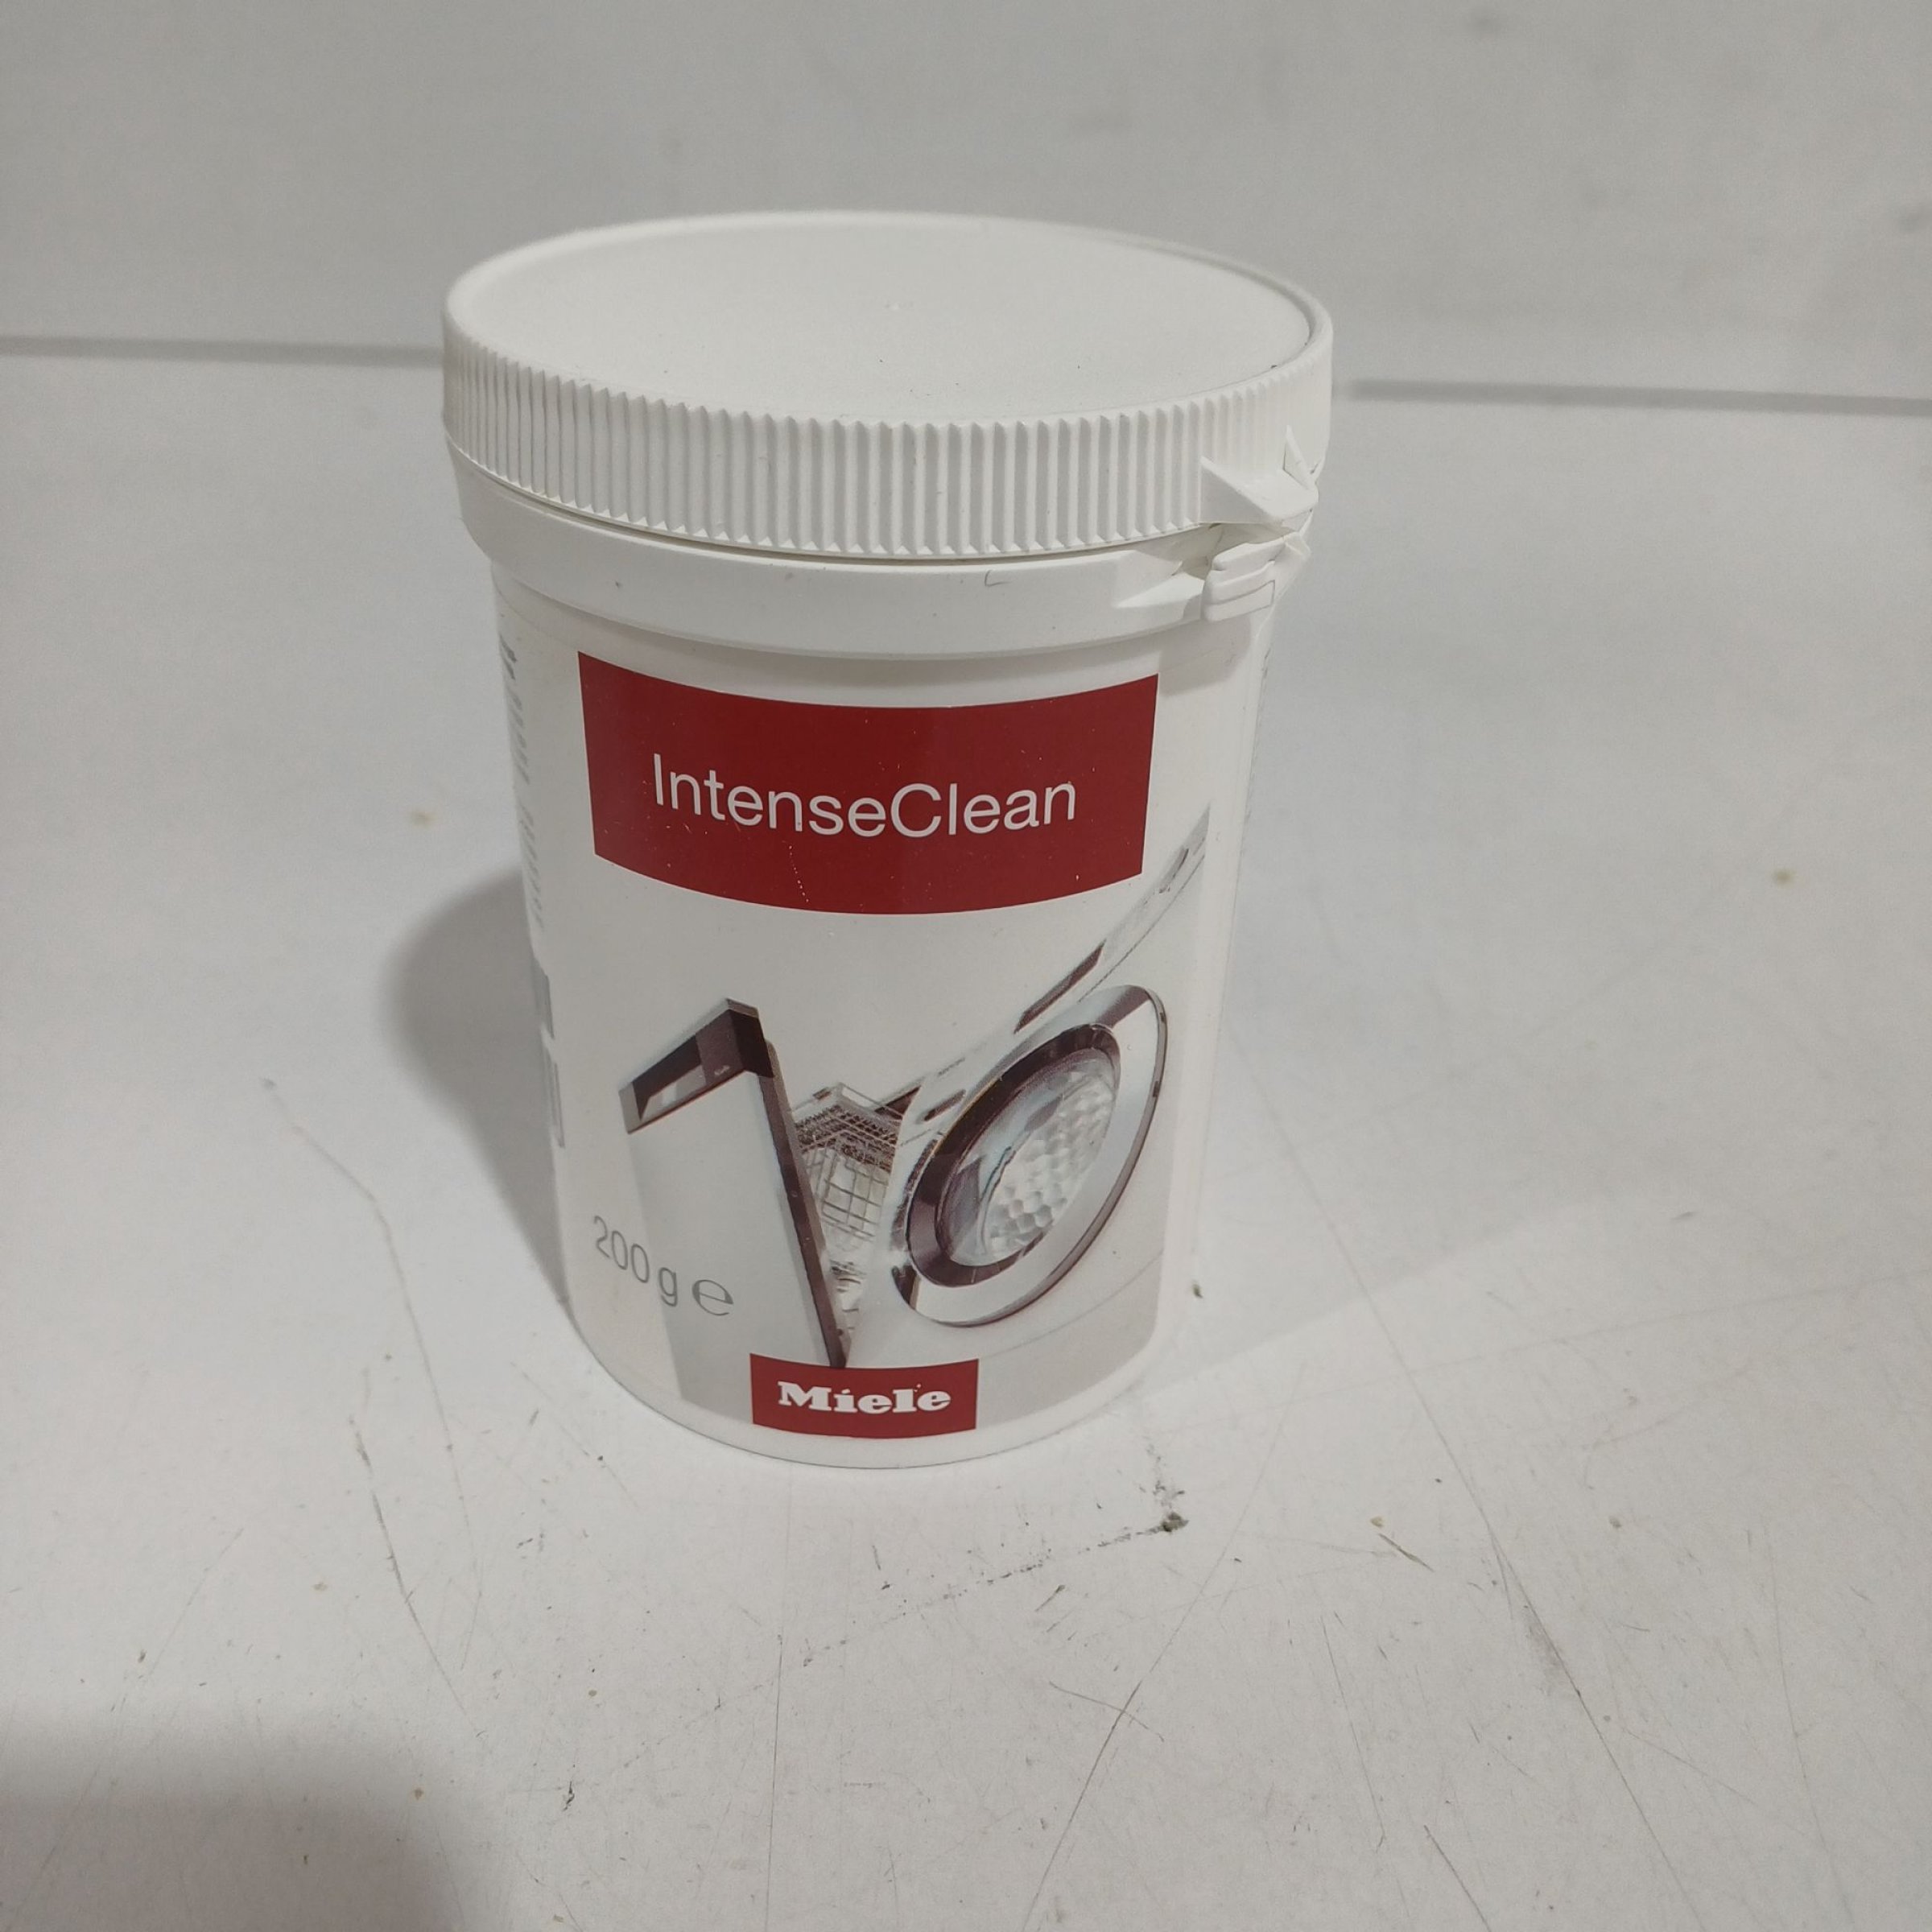 IntenseClean
200 g ℮
Miele